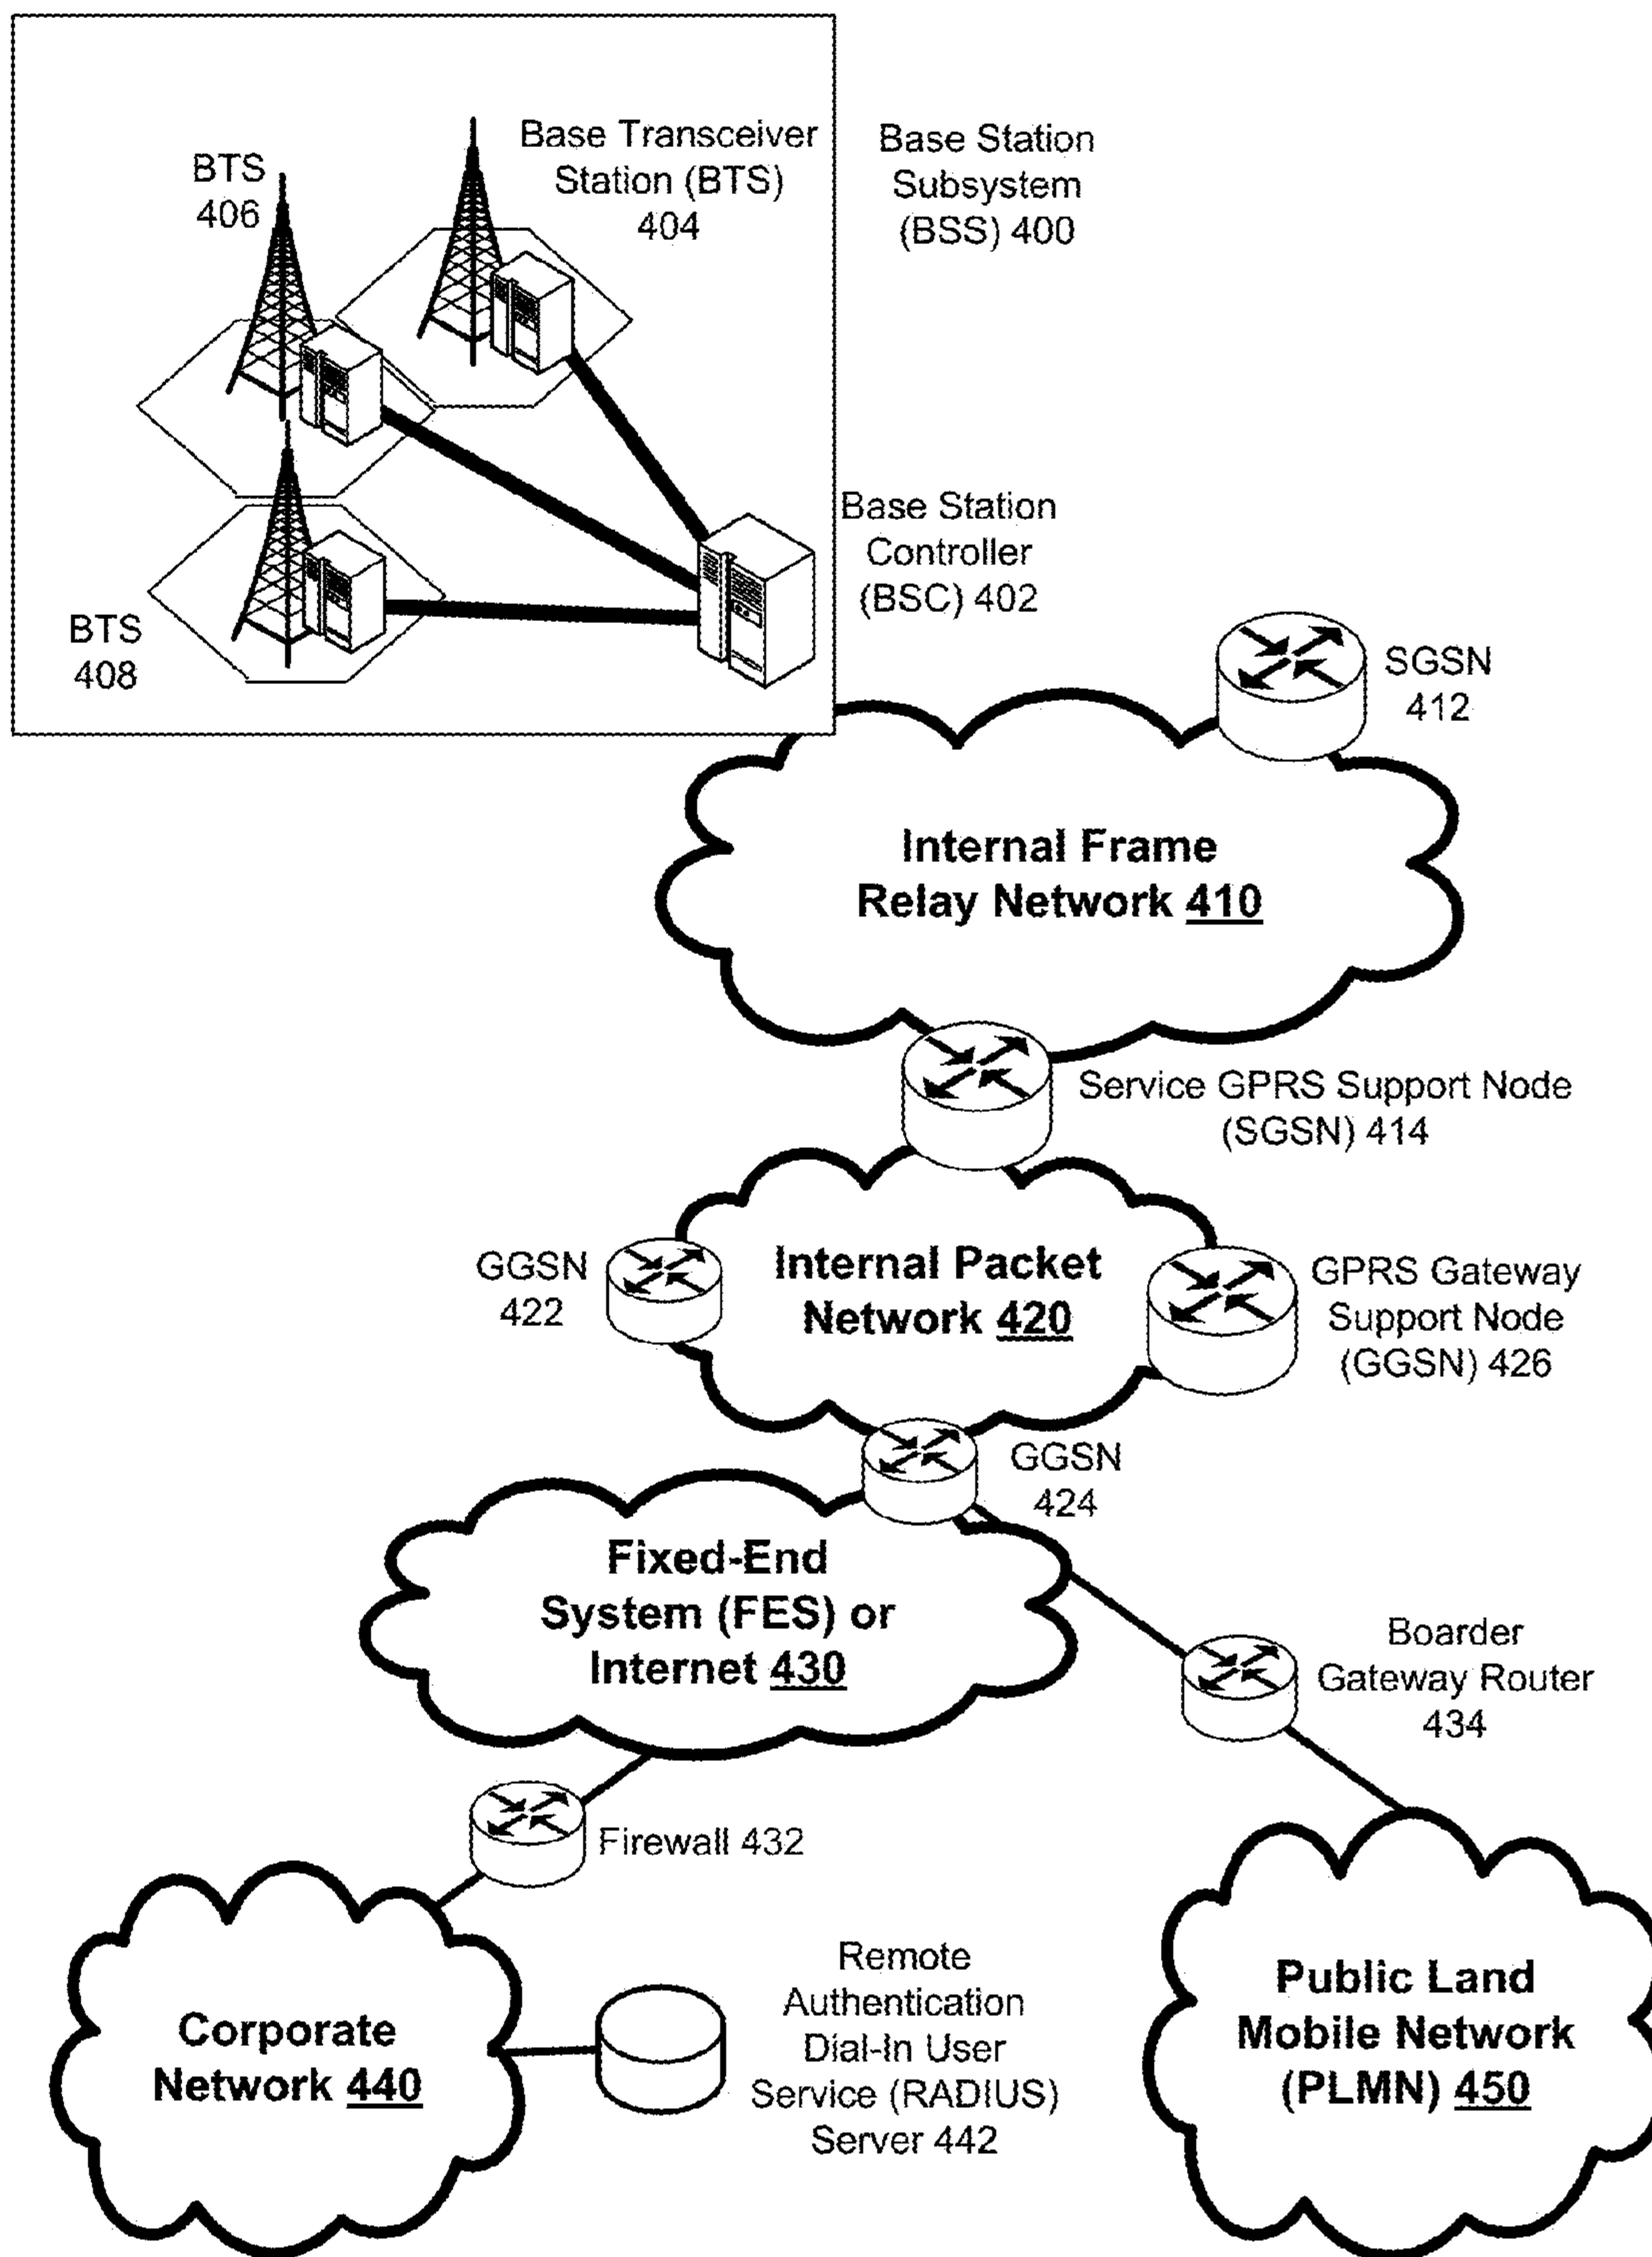 Base Transceiver
Station (BTS)
404
BTS
406
Base Station
Subsystem
(BSS) 400
Base Station
Controller
(BSC) 402
BTS
408
SGSN
412
Internal Frame
Relay Network 410
Service GPRS Support Node
(SGSN) 414
GGSN
422
Internal Packet
Network 420
GPRS Gateway
Support Node
(GGSN) 426
GGSN
424
Fixed-End
System (FES) or
Internet 430
Boarder
Gateway Router
434
Firewall 432
Corporate
Network 440
Remote
Authentication
Dial-In User
Service (RADIUS)
Server 442
Public Land
Mobile Network
(PLMN) 450